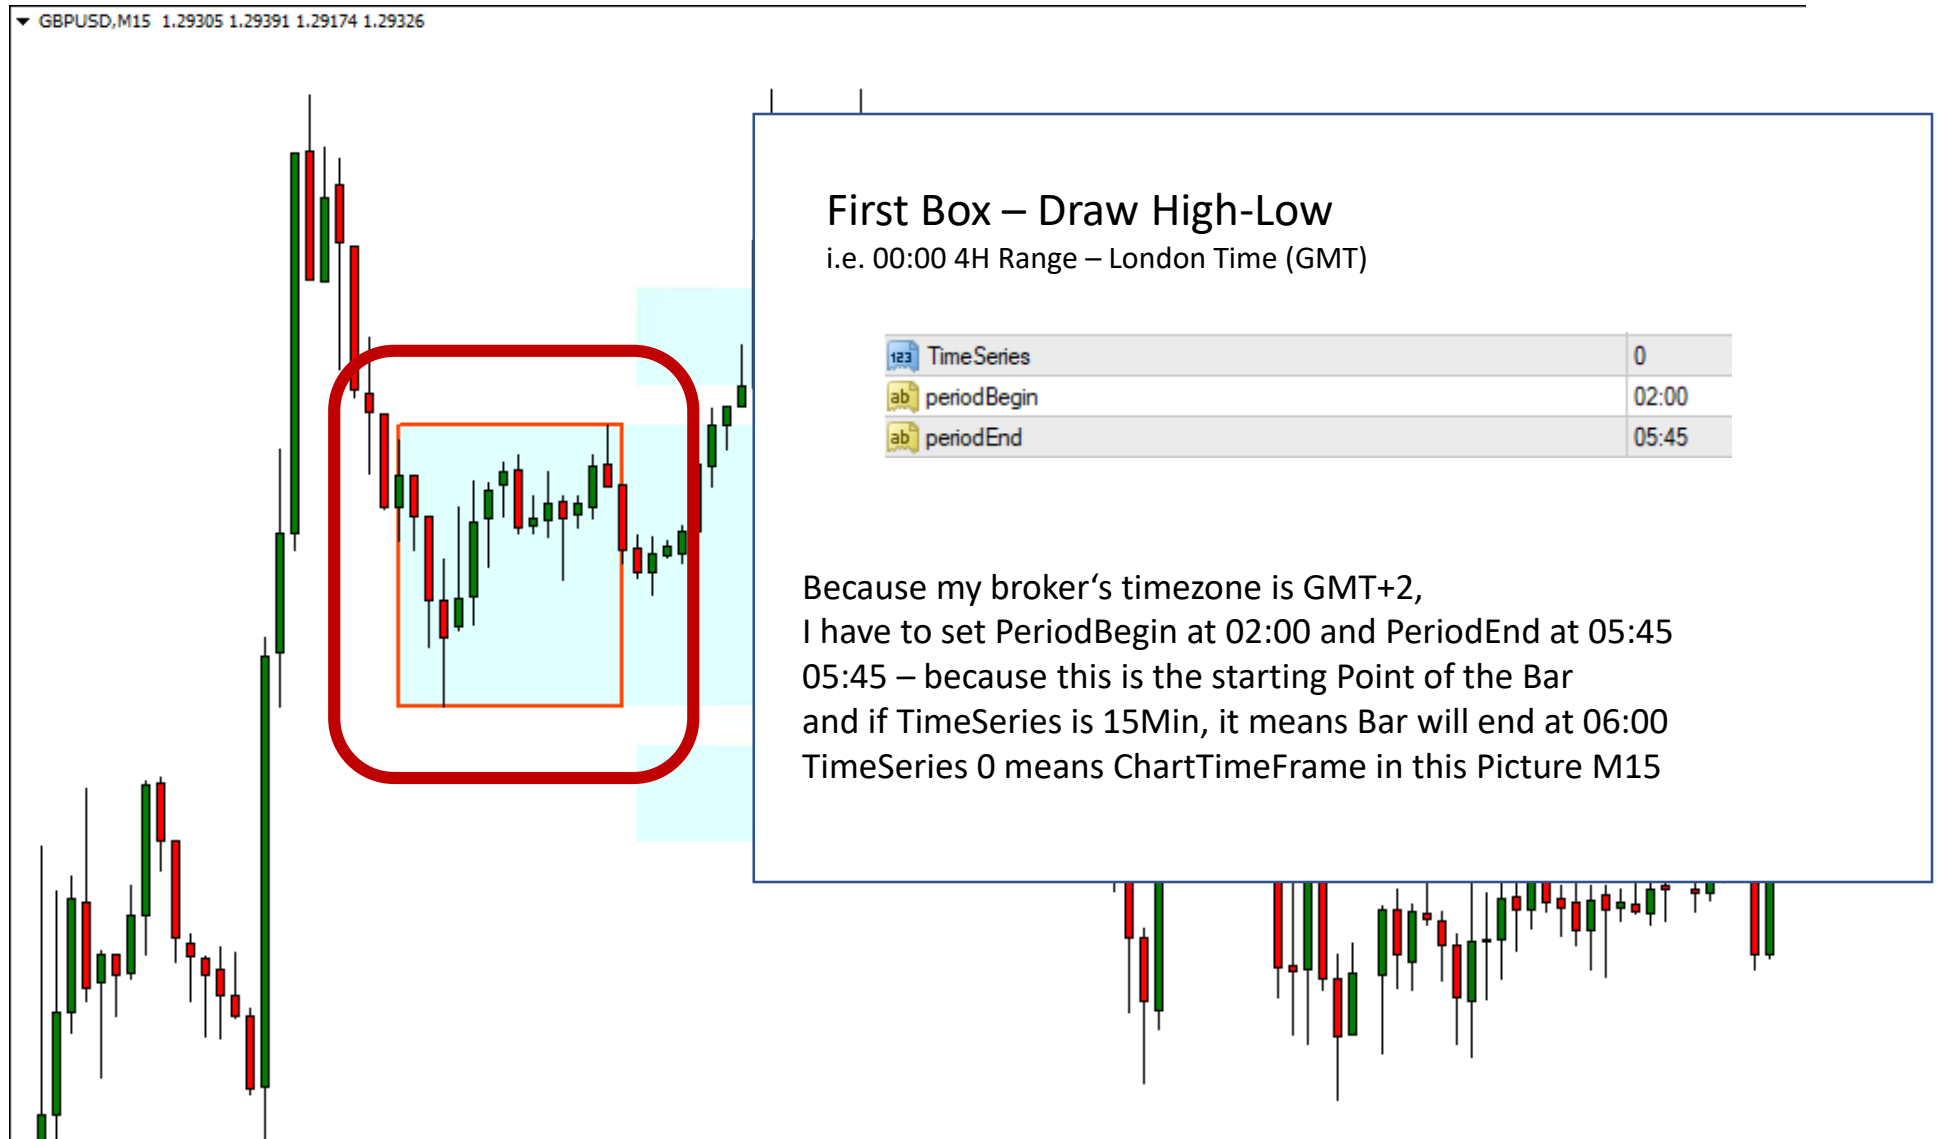 GBPUSD,M15 1.29305 1.29391 1.29174 1.29326
First Box – Draw High-Low
i.e. 00:00 4H Range – London Time (GMT)
123 TimeSeries 0
ab periodBegin 02:00
ab periodEnd 05:45
Because my broker‘s timezone is GMT+2,
I have to set PeriodBegin at 02:00 and PeriodEnd at 05:45
05:45 – because this is the starting Point of the Bar
and if TimeSeries is 15Min, it means Bar will end at 06:00
TimeSeries 0 means ChartTimeFrame in this Picture M15